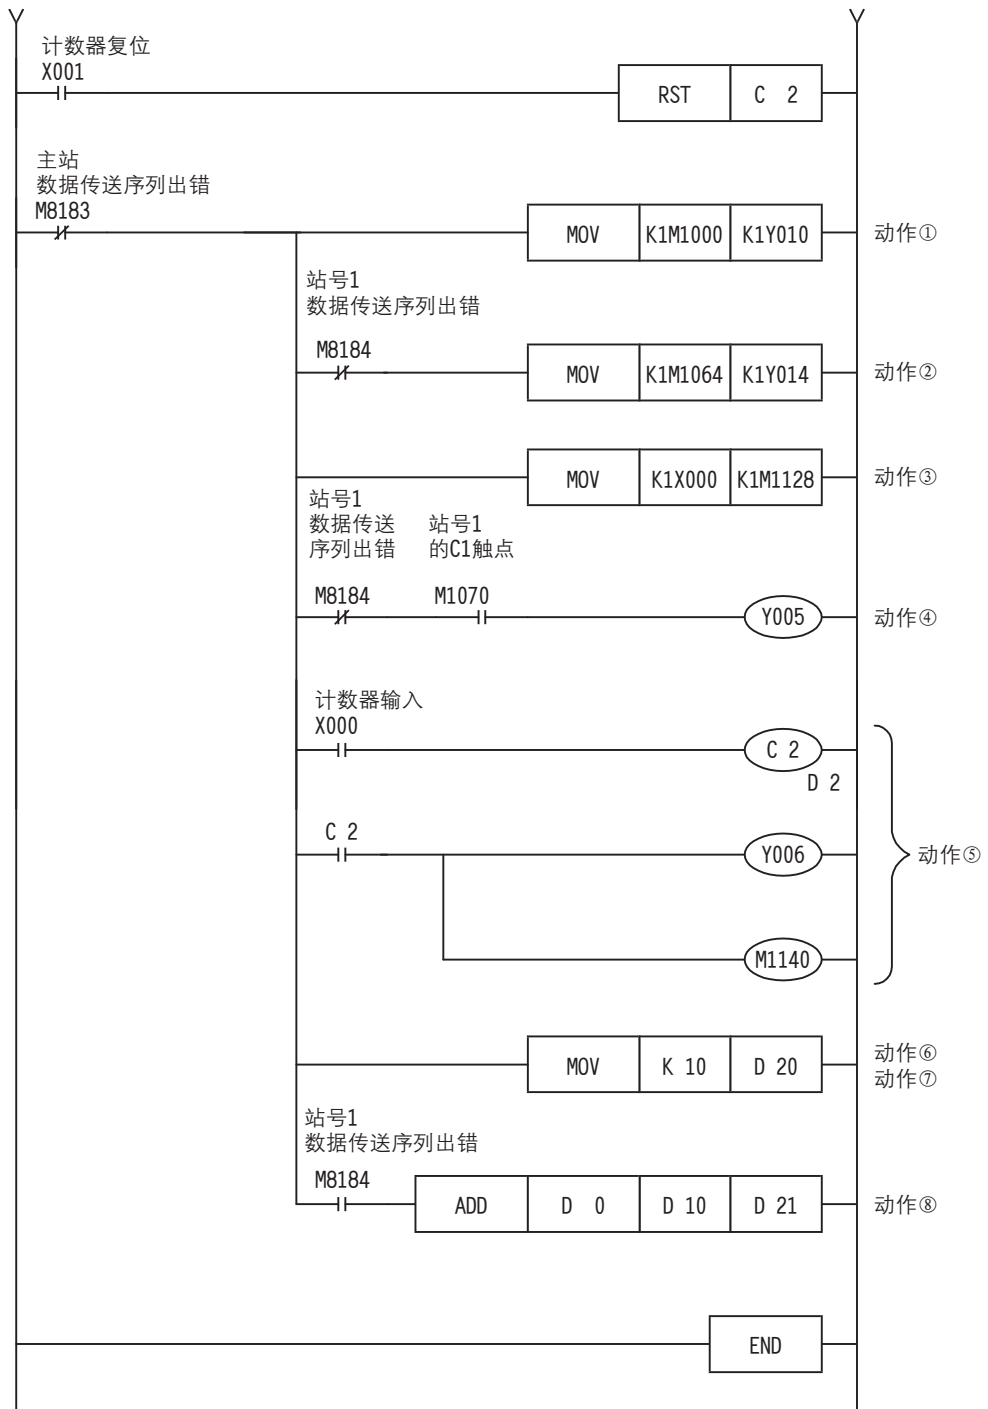 计数器复位
X001
RST C 2
主站
数据传送序列出错
M8183
MOV K1M1000 K1Y010 动作①
站号1
数据传送序列出错
M8184
MOV K1M1064 K1Y014 动作②
MOV K1X000 K1M1128 动作③
站号1
数据传送
序列出错
站号1
的C1触点
M8184 M1070
Y005 动作④
计数器输入
X000
C 2
D 2
C 2
Y006 动作⑤
M1140
MOV K 10 D 20 动作⑥
动作⑦
站号1
数据传送序列出错
M8184
ADD D 0 D 10 D 21 动作⑧
END